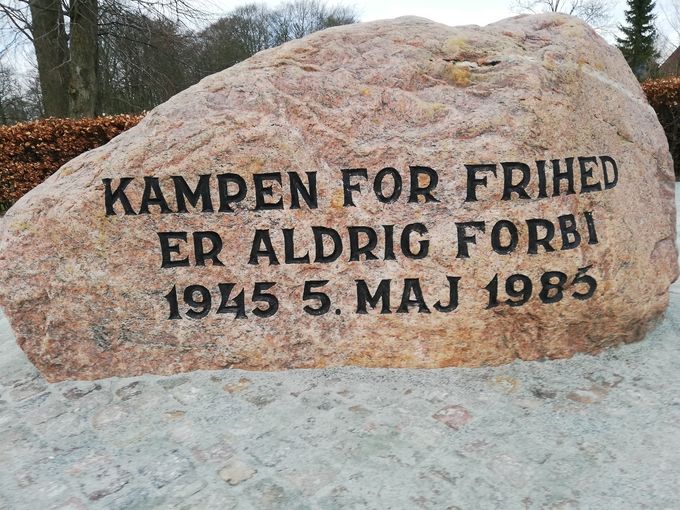 KAMPEN FOR FRIHED
ER ALDRIG FORBI
1945 5. MAJ 1985